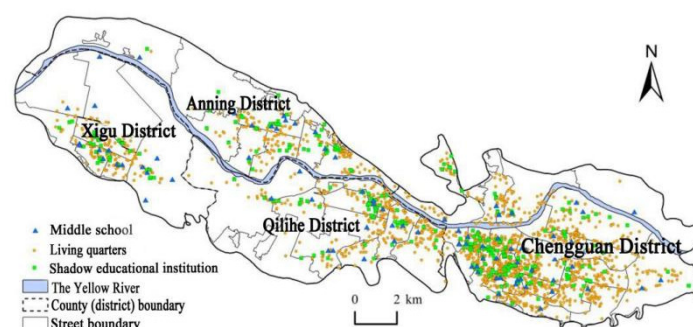 N
Anning District
Xigu District
Qilihe District
Chengguan District
Middle school
Living quarters
Shadow educational institution
The Yellow River
County (district) boundary
Street boundary
0 2 km